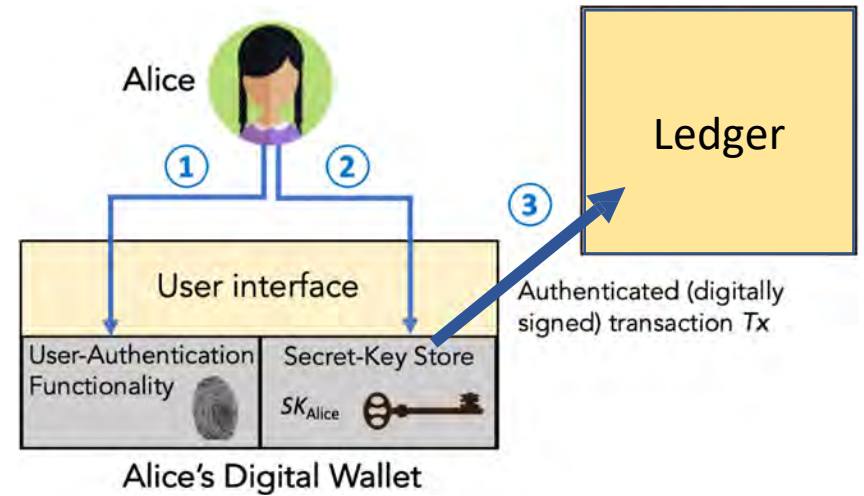 Alice
1
2
Ledger
3
User interface
Authenticated (digitally
signed) transaction Tx
User-Authentication
Functionality
Secret-Key Store
SKAlice
Alice's Digital Wallet